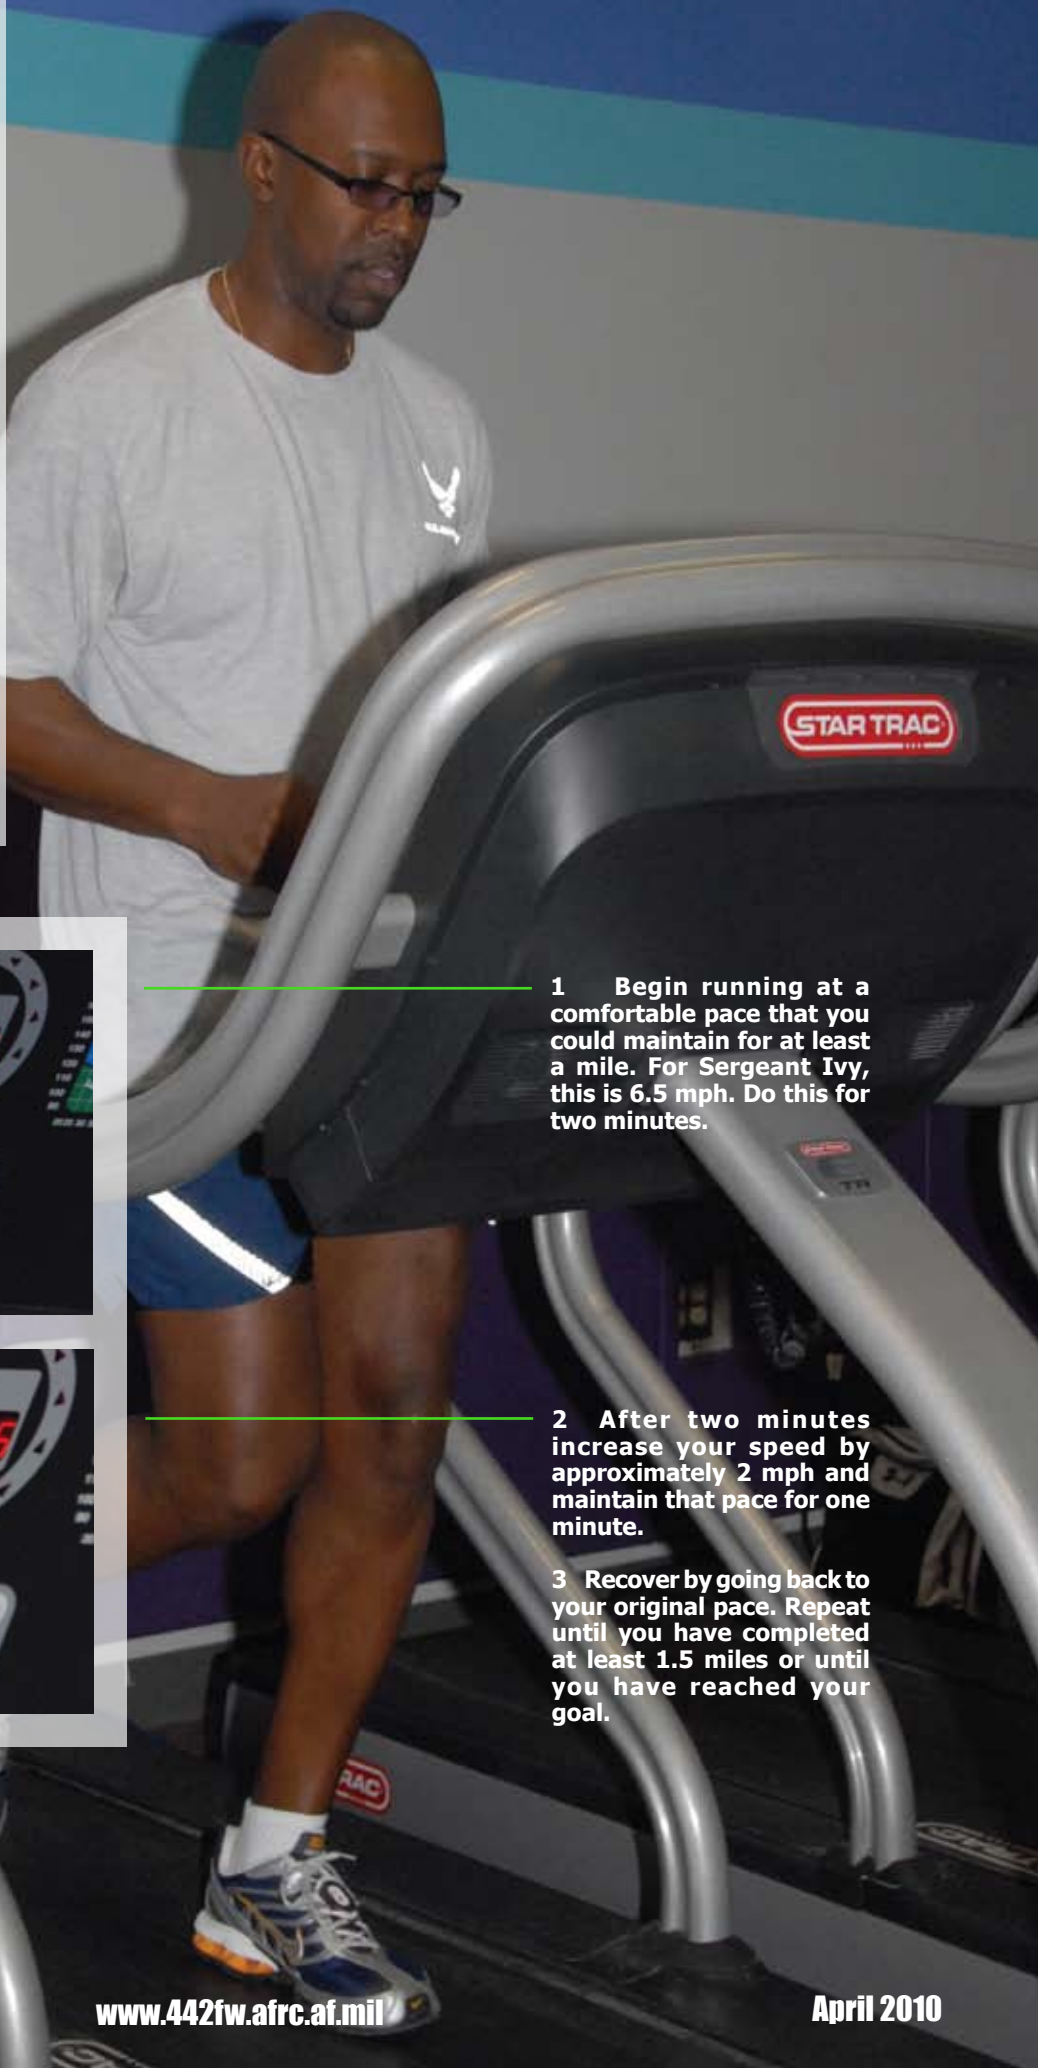 STAR TRAC
1 Begin running at a
comfortable pace that you
could maintain for at least
a mile. For Sergeant Ivy,
this is 6.5 mph. Do this for
two minutes.
2 After two minutes
increase your speed by
approximately 2 mph and
maintain that pace for one
minute.
3 Recover by going back to
your original pace. Repeat
until you have completed
at least 1.5 miles or until
you have reached your
goal.
RAC
www.442fw.afrc.af.mil
April 2010